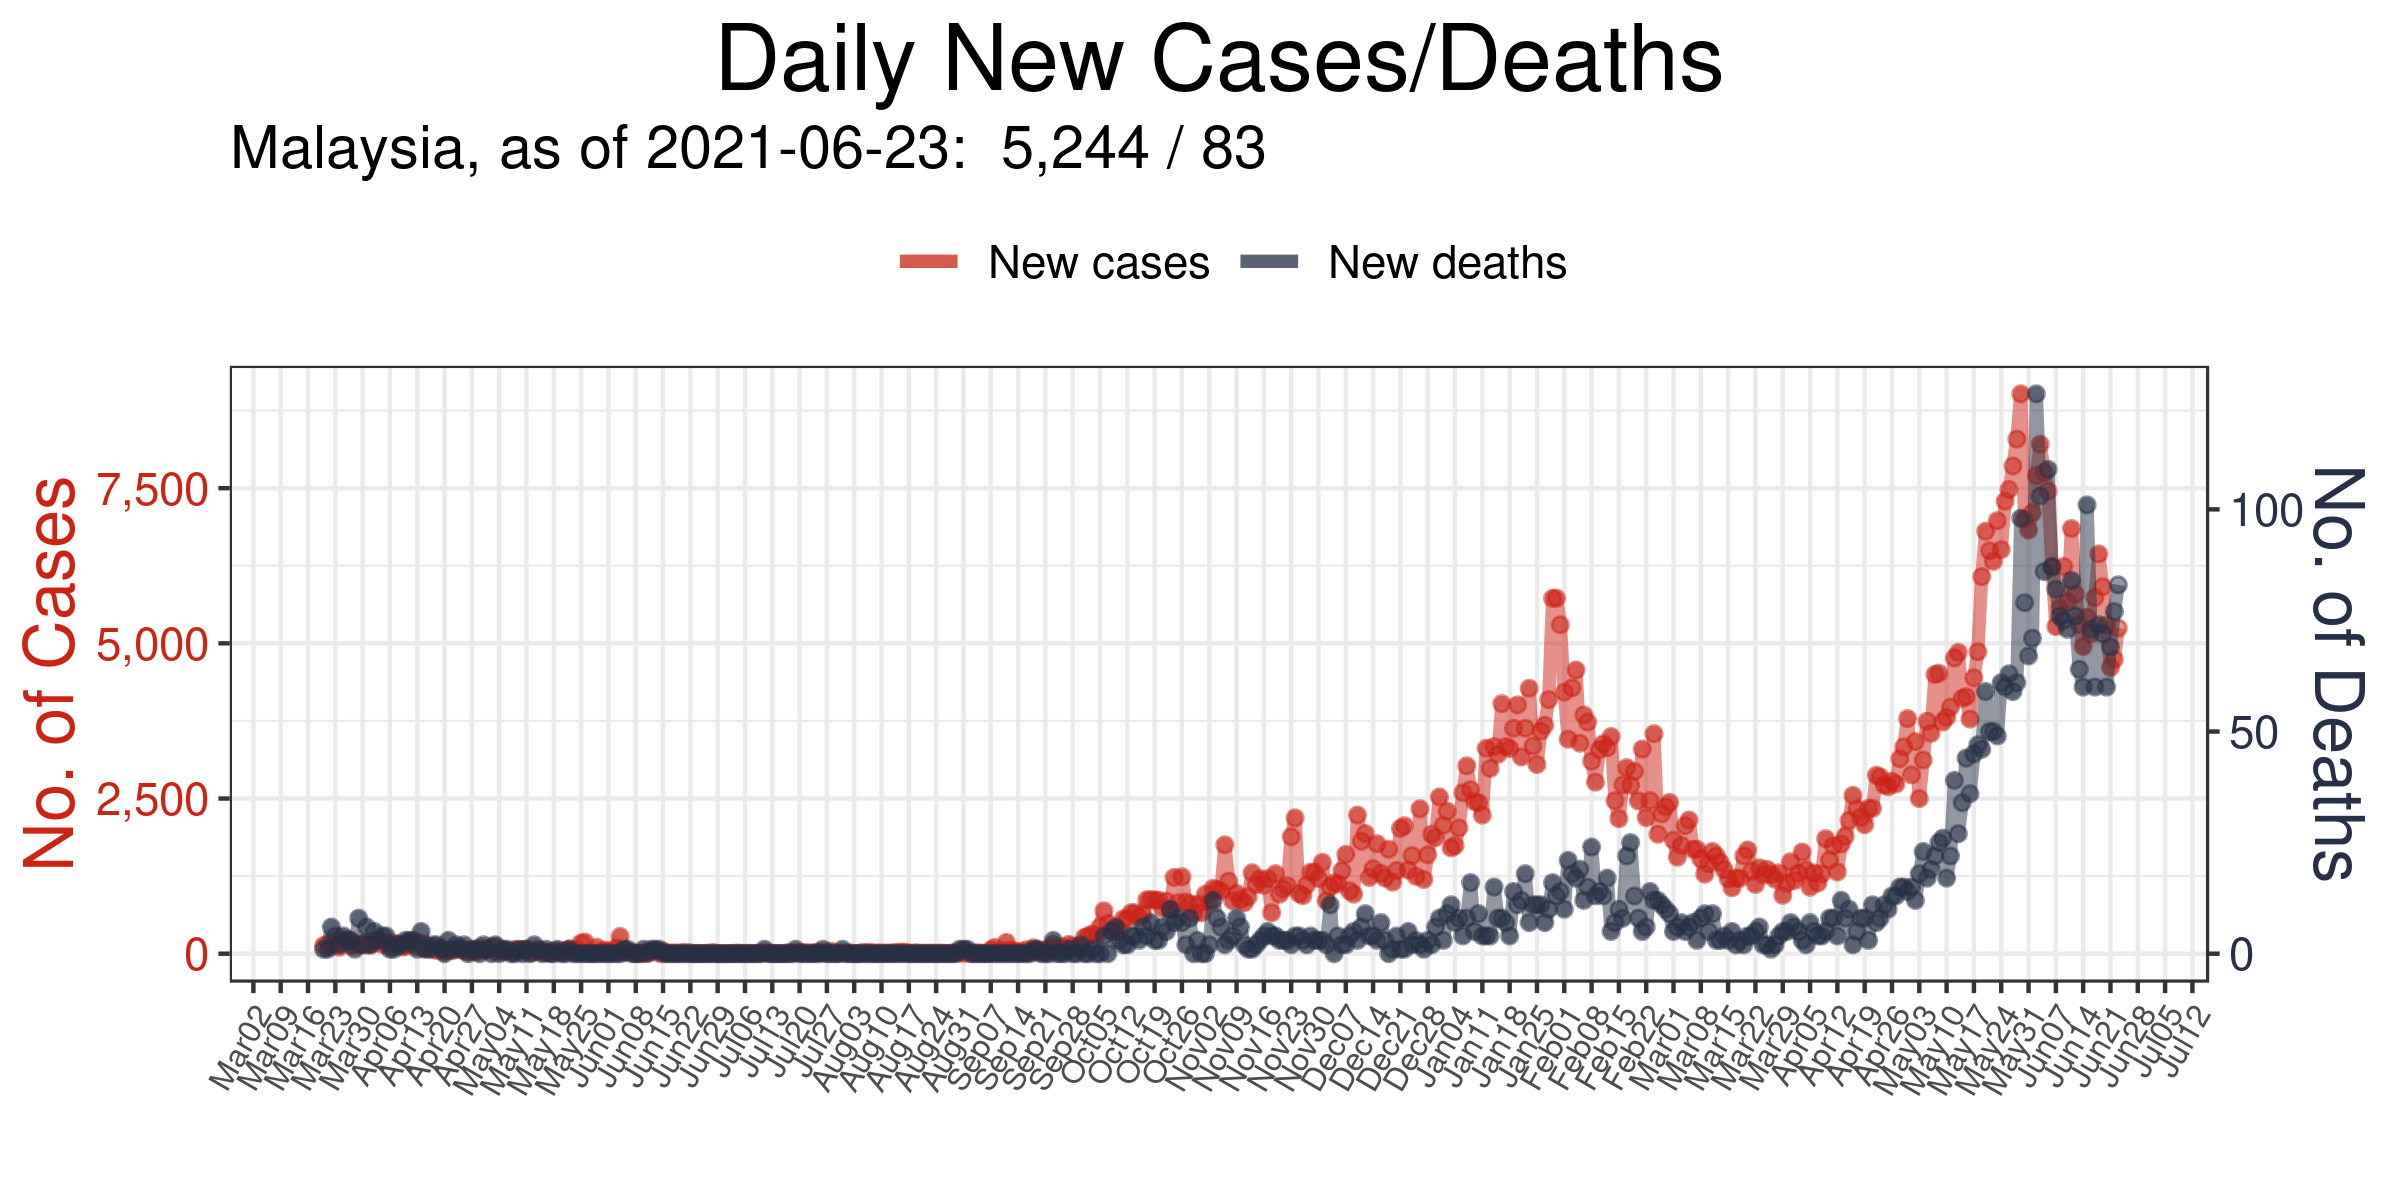 Daily New Cases/Deaths
Malaysia, as of 2021-06-23:  5,244 / 83
New cases
New deaths
No. of Cases
7,500
5,000
2,500
0
No. of Deaths
100
50
0
Mar02
Mar09
Mar16
Mar23
Mar30
Apr06
Apr13
Apr20
Apr27
May04
May11
May18
May25
Jun01
Jun08
Jun15
Jun22
Jun29
Jul06
Jul13
Jul20
Jul27
Aug03
Aug10
Aug17
Aug24
Aug31
Sep07
Sep14
Sep21
Sep28
Oct05
Oct12
Oct19
Oct26
Nov02
Nov09
Nov16
Nov23
Nov30
Dec07
Dec14
Dec21
Dec28
Jan04
Jan11
Jan18
Jan25
Feb01
Feb08
Feb15
Feb22
Mar01
Mar08
Mar15
Mar22
Mar29
Apr05
Apr12
Apr19
Apr26
May03
May10
May17
May24
May31
Jun07
Jun14
Jun21
Jun28
Jul05
Jul12